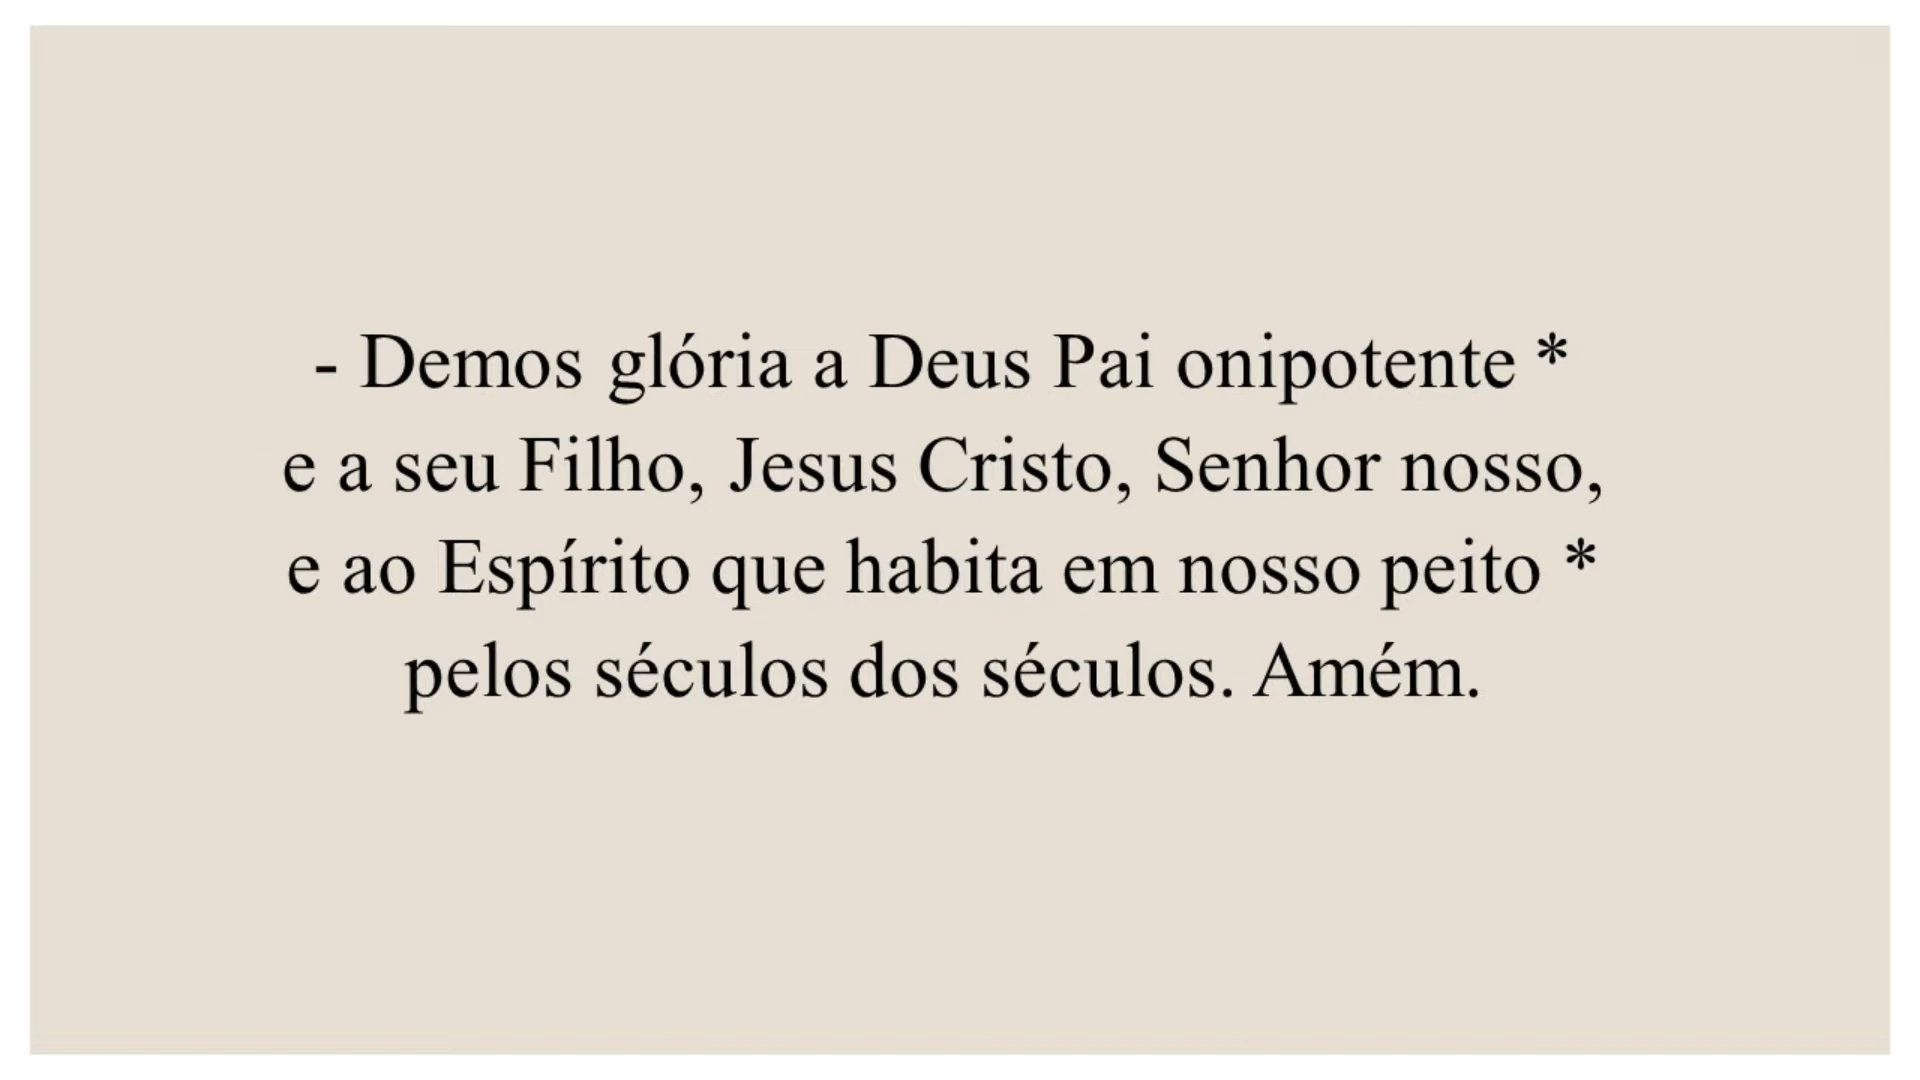 - Demos glória a Deus Pai onipotente *
e a seu Filho, Jesus Cristo, Senhor nosso,
e ao Espírito que habita em nosso peito *
pelos séculos dos séculos. Amém.